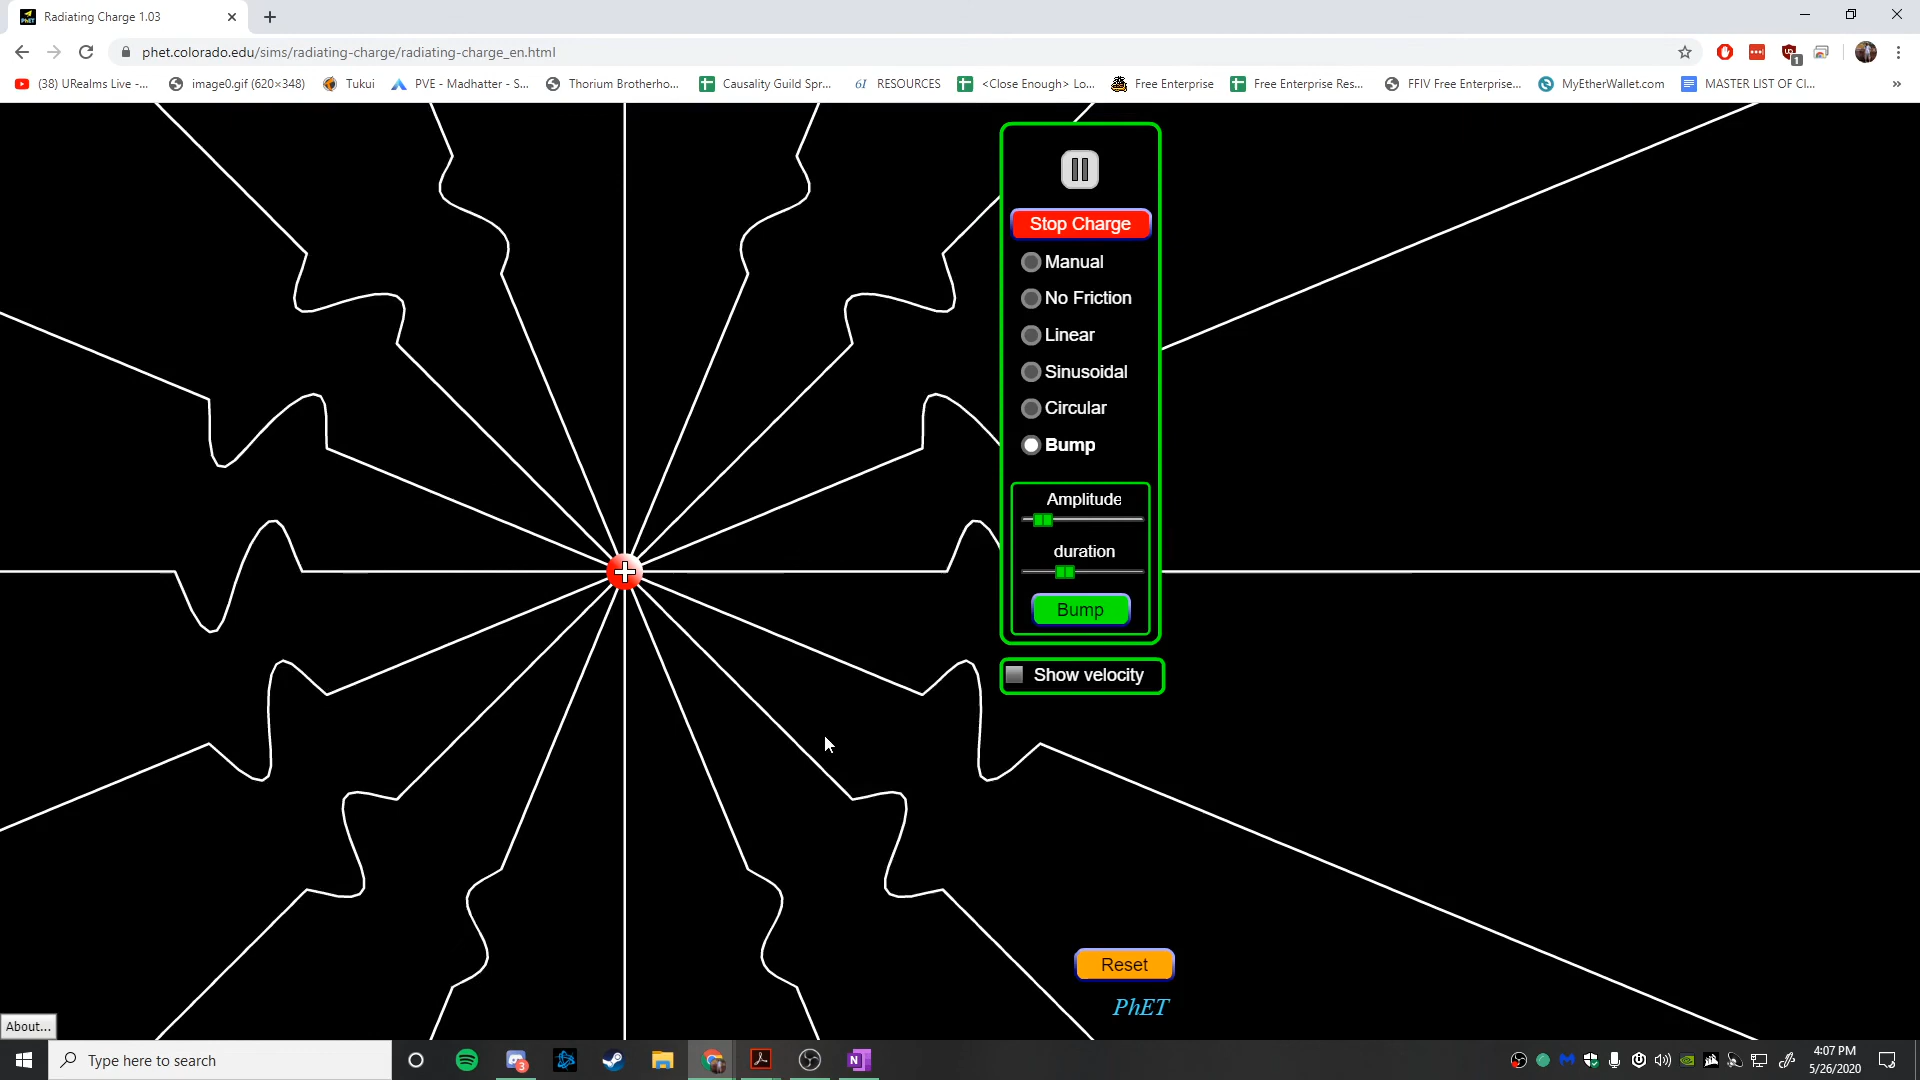 Radiating Charge 1.03
phet.colorado.edu/sims/radiating-charge/radiating-charge_en.html
1
(38) URealms Live -...
image0.gif (620×348)
Tukui
PVE - Madhatter - S...
Thorium Brotherho...
Causality Guild Spr...
RESOURCES
<Close Enough> Lo...
Free Enterprise
Free Enterprise Res...
FFIV Free Enterprise...
MyEtherWallet.com
MASTER LIST OF Cl...
»
Stop Charge
Manual
No Friction
Linear
Sinusoidal
Circular
Bump
Amplitude
duration
Bump
Show velocity
+
Reset
PhET
About...
Type here to search
3
4:07 PM
5/26/2020